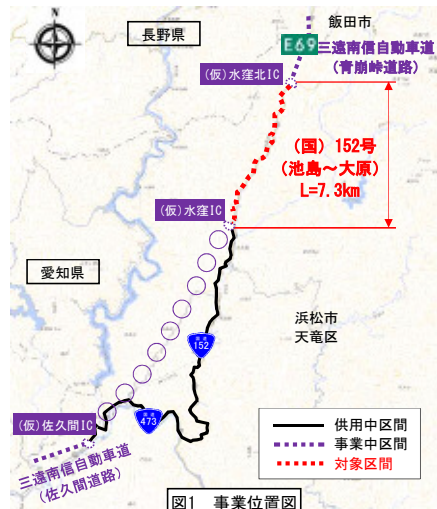 N
飯田市
長野県
E69
三遠南信自動車道
(青崩峠道路)
(仮)水窪北IC
(国) 152号
(池島～大原)
L=7.3km
(仮)水窪IC
愛知県
浜松市
天竜区
国道
152
(仮)佐久間IC
国道
473
三遠南信自動車道
(佐久間道路)
供用中区間
事業中区間
対象区間
図1 事業位置図